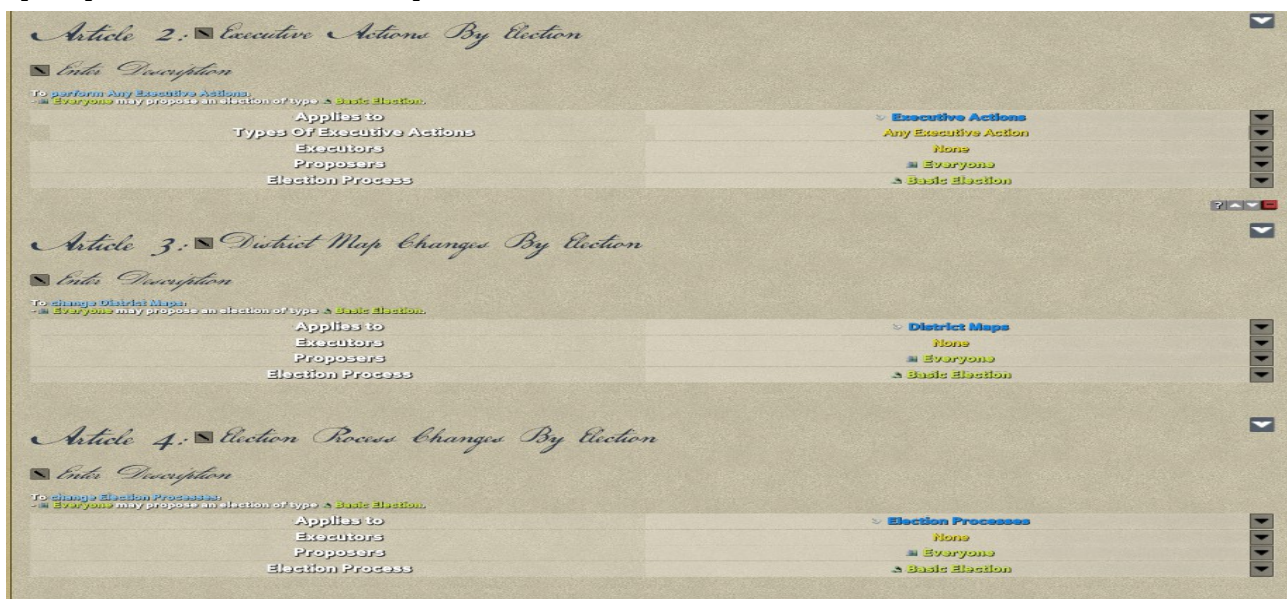 Article 2: Executive Actions By Election
Enter Description
To perform Any Executive Actions:
- Everyone may propose an election of type Basic Election.
Applies to Executive Actions
Types Of Executive Actions Any Executive Action
Executors None
Proposers Everyone
Election Process Basic Election
?
Article 3: District Map Changes By Election
Enter Description
To change District Maps:
- Everyone may propose an election of type Basic Election.
Applies to District Maps
Executors None
Proposers Everyone
Election Process Basic Election
Article 4: Election Process Changes By Election
Enter Description
To change Election Processes:
- Everyone may propose an election of type Basic Election.
Applies to Election Processes
Executors None
Proposers Everyone
Election Process Basic Election